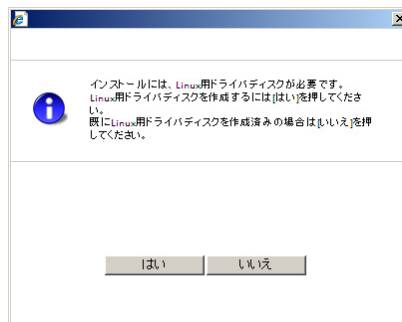 インストールには、Linux用ドライバディスクが必要です。
Linux用ドライバディスクを作成するには[はい]を押してくださ
い。
既にLinux用ドライバディスクを作成済みの場合は[いいえ]を押
してください。
はい
いいえ